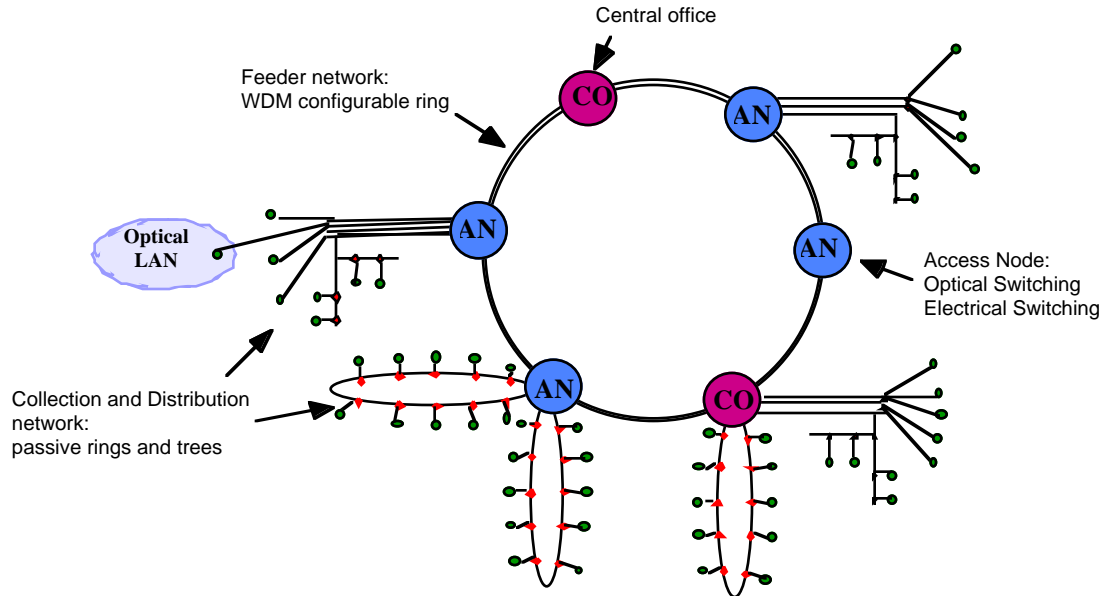 Central office
Feeder network:
WDM configurable ring
CO
AN
AN
Optical
LAN
AN
Access Node:
Optical Switching
Electrical Switching
AN
CO
Collection and Distribution
network:
passive rings and trees